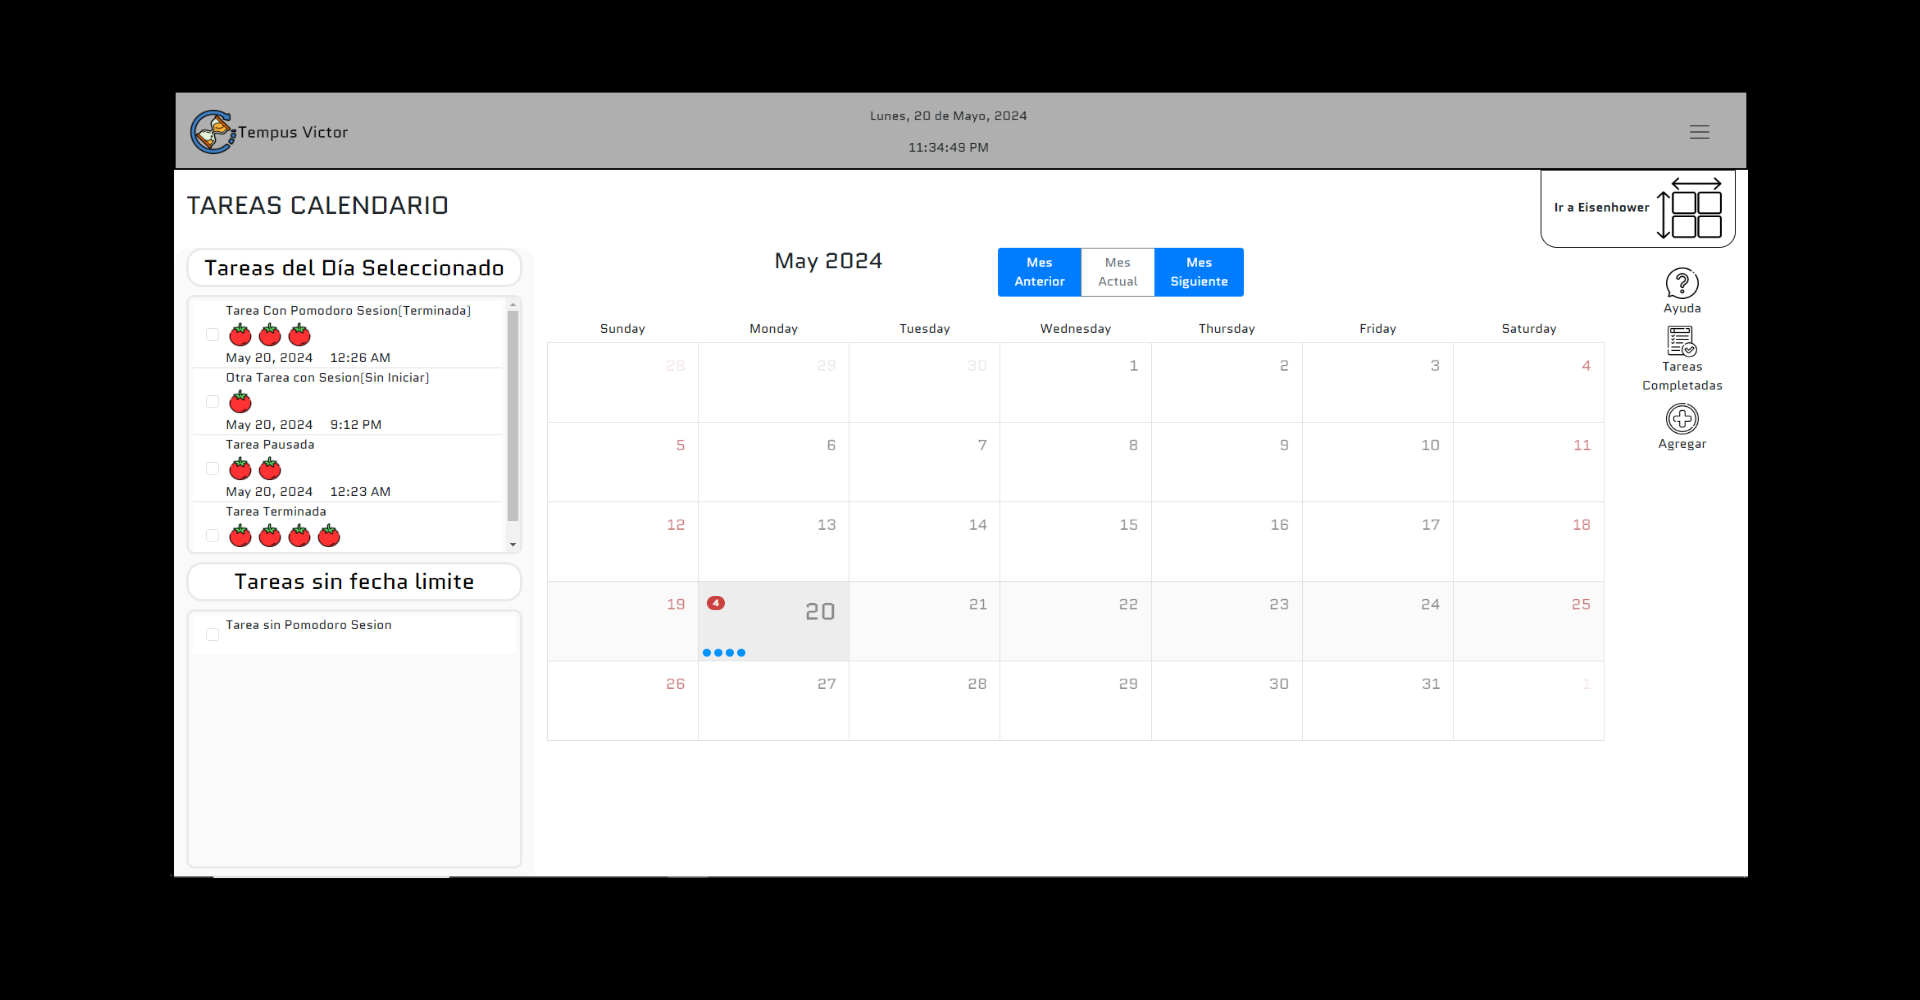 Tempus Victor
Lunes, 20 de Mayo, 2024
11:34:49 PM
TAREAS CALENDARIO
Ir a Eisenhower
Tareas del Día Seleccionado
Tarea Con Pomodoro Sesion(Terminada)
May 20, 2024 12:26 AM
Otra Tarea con Sesion(Sin Iniciar)
May 20, 2024 9:12 PM
Tarea Pausada
May 20, 2024 12:23 AM
Tarea Terminada
Tareas sin fecha limite
Tarea sin Pomodoro Sesion
May 2024
Mes Anterior
Mes Actual
Mes Siguiente
Sunday Monday Tuesday Wednesday Thursday Friday Saturday
28 29 30 1 2 3 4
5 6 7 8 9 10 11
12 13 14 15 16 17 18
19 4 20 21 22 23 24 25
26 27 28 29 30 31 1
Ayuda
Tareas
Completadas
Agregar